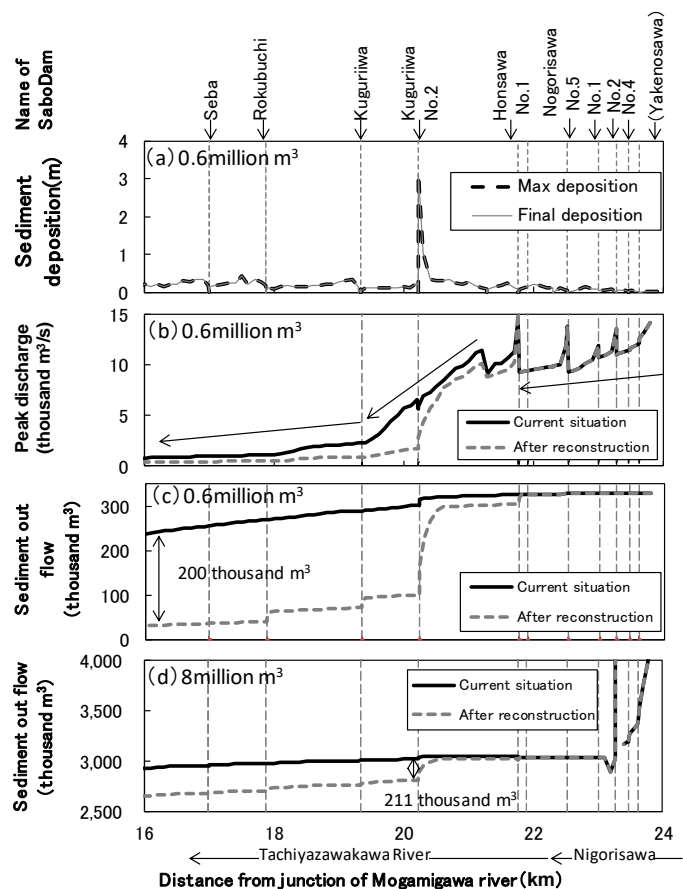 Name of
SaboDam
Seba
Rokubuchi
Kuguriiwa
Kuguriiwa
No.2
Honsawa
No.1
Nogorisawa
No.5
No.1
No.2
No.4
(Yakenosawa)
Sediment
deposition(m)
4
3
2
1
0
(a)0.6million m³
Max deposition
Final deposition
Peak discharge
(thousand m³/s)
15
10
5
0
(b)0.6million m³
Current situation
After reconstruction
Sediment out
flow
(thousand m³)
300
200
100
0
(c)0.6million m³
200 thousand m³
Current situation
After reconstruction
Sediment out flow
(thousand m³)
4,000
3,500
3,000
2,500
(d)8million m³
Current situation
After reconstruction
211 thousand m³
16
18
20
22
24
Tachiyazawakawa River
Nigorisawa
Distance from junction of Mogamigawa river(km)